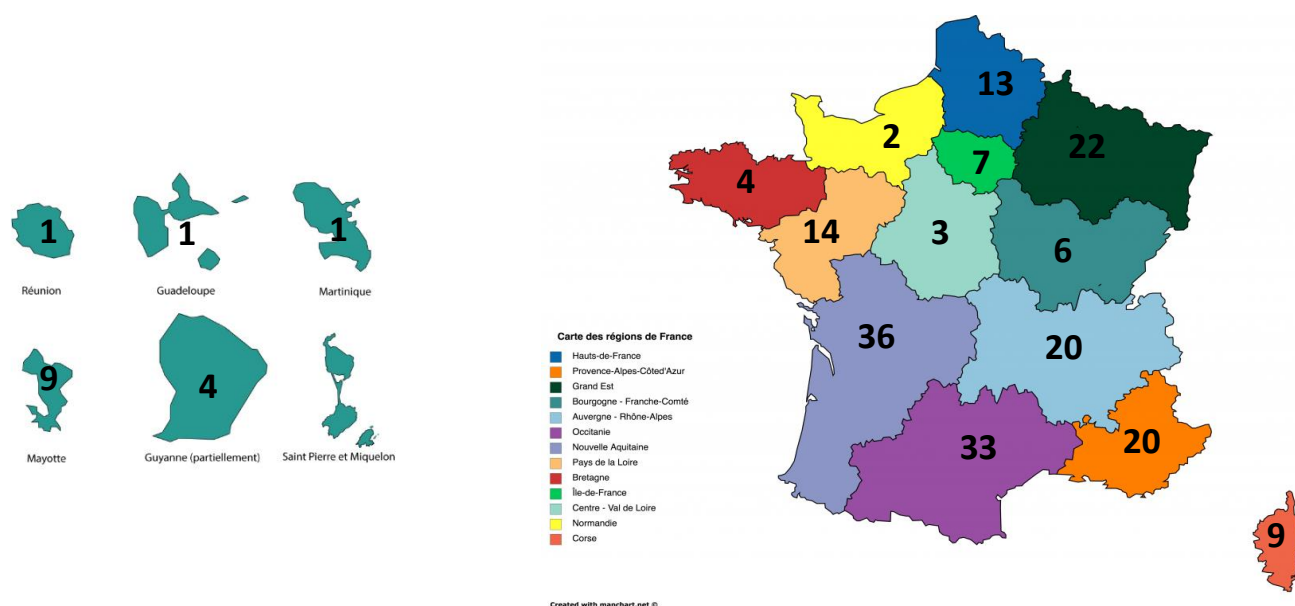 1
1
1
Réunion
Guadeloupe
Martinique
9
4
Mayotte
Guyanne (partiellement)
Saint Pierre et Miquelon
13
2
7
22
4
14
3
6
36
20
33
20
9
Carte des régions de France
Hauts-de-France
Provence-Alpes-Côted'Azur
Grand Est
Bourgogne - Franche-Comté
Auvergne - Rhône-Alpes
Occitanie
Nouvelle Aquitaine
Pays de la Loire
Bretagne
Île-de-France
Centre - Val de Loire
Normandie
Corse
Created with mapchart.net ©